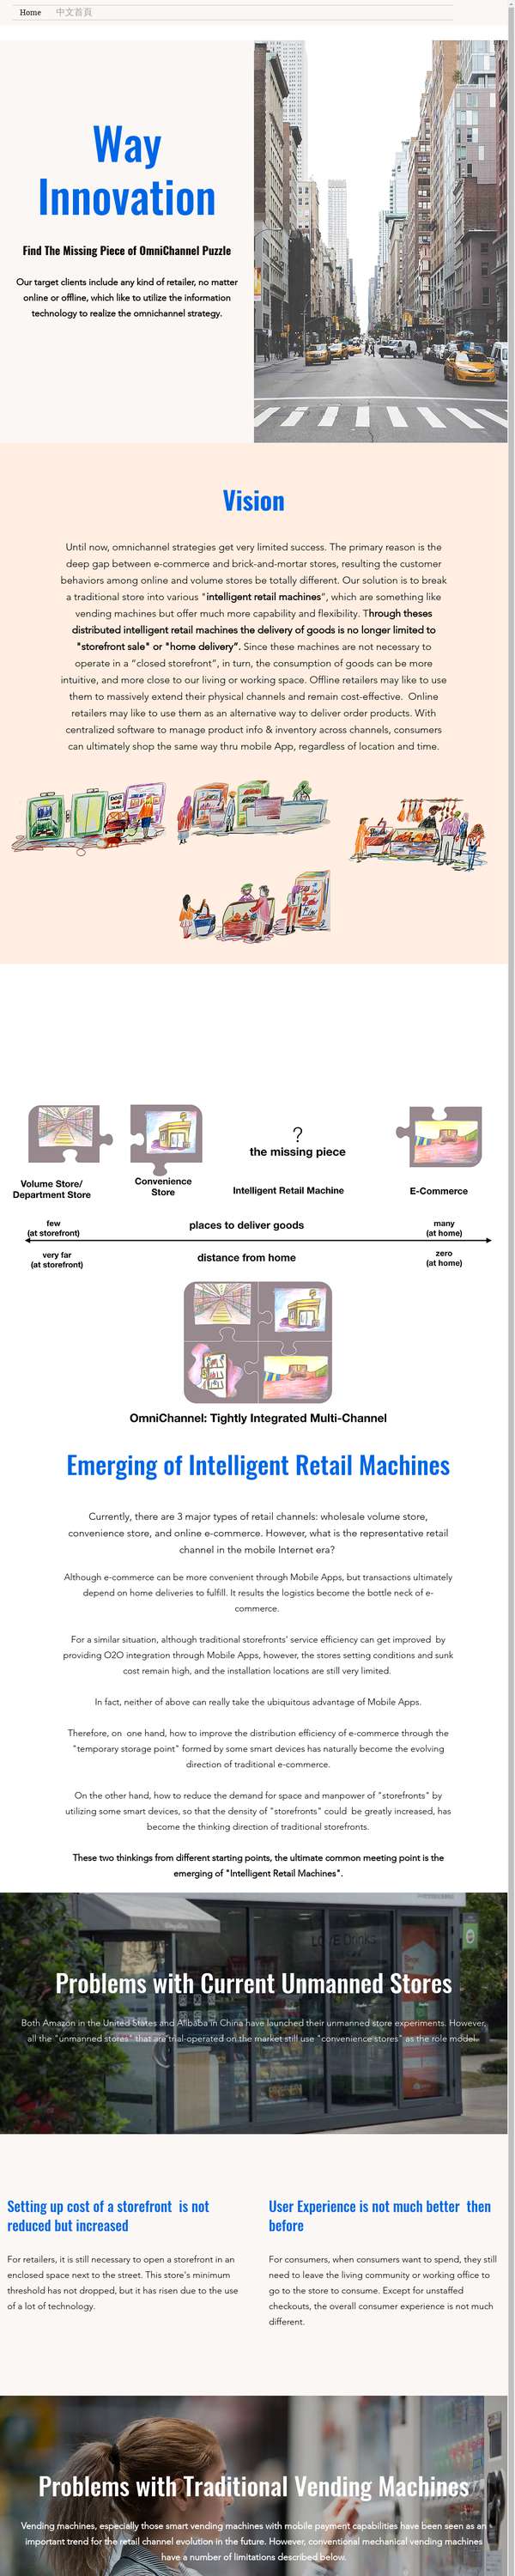 Home 中文首頁
Way
Innovation
Find The Missing Piece of OmniChannel Puzzle
Our target clients include any kind of retailer, no matter
online or offline, which like to utilize the information
technology to realize the omnichannel strategy.
Vision
Until now, omnichannel strategies get very limited success. The primary reason is the
deep gap between e-commerce and brick-and-mortar stores, resulting the customer
behaviors among online and volume stores be totally different. Our solution is to break
a traditional store into various "intelligent retail machines", which are something like
vending machines but offer much more capability and flexibility. Through theses
distributed intelligent retail machines the delivery of goods is no longer limited to
"storefront sale" or "home delivery". Since these machines are not necessary to
operate in a "closed storefront", in turn, the consumption of goods can be more
intuitive, and more close to our living or working space. Offline retailers may like to use
them to massively extend their physical channels and remain cost-effective. Online
retailers may like to use them as an alternative way to deliver order products. With
centralized software to manage product info & inventory across channels, consumers
can ultimately shop the same way thru mobile App, regardless of location and time.
?
the missing piece
Volume Store/
Department Store
Convenience
Store
Intelligent Retail Machine
E-Commerce
few
(at storefront)
places to deliver goods
many
(at home)
very far
(at storefront)
distance from home
zero
(at home)
OmniChannel: Tightly Integrated Multi-Channel
Emerging of Intelligent Retail Machines
Currently, there are 3 major types of retail channels: wholesale volume store,
convenience store, and online e-commerce. However, what is the representative retail
channel in the mobile Internet era?
Although e-commerce can be more convenient through Mobile Apps, but transactions ultimately
depend on home deliveries to fulfill. It results the logistics become the bottle neck of e-
commerce.
For a similar situation, although traditional storefronts' service efficiency can get improved by
providing O2O integration through Mobile Apps, however, the stores setting conditions and sunk
cost remain high, and the installation locations are still very limited.
In fact, neither of above can really take the ubiquitous advantage of Mobile Apps.
Therefore, on one hand, how to improve the distribution efficiency of e-commerce through the
"temporary storage point" formed by some smart devices has naturally become the evolving
direction of traditional e-commerce.
On the other hand, how to reduce the demand for space and manpower of "storefronts" by
utilizing some smart devices, so that the density of "storefronts" could be greatly increased, has
become the thinking direction of traditional storefronts.
These two thinkings from different starting points, the ultimate common meeting point is the
emerging of "Intelligent Retail Machines".
Problems with Current Unmanned Stores
Both Amazon in the United States and Alibaba in China have launched their unmanned store experiments. However,
all the "unmanned stores" that are trial-operated on the market still use "convenience stores" as the role model.
Setting up cost of a storefront is not
reduced but increased
For retailers, it is still necessary to open a storefront in an
enclosed space next to the street. This store's minimum
threshold has not dropped, but it has risen due to the use
of a lot of technology.
User Experience is not much better then
before
For consumers, when consumers want to spend, they still
need to leave the living community or working office to
go to the store to consume. Except for unstaffed
checkouts, the overall consumer experience is not much
different.
Problems with Traditional Vending Machines
Vending machines, especially those smart vending machines with mobile payment capabilities have been seen as an
important trend for the retail channel evolution in the future. However, conventional mechanical vending machines
have a number of limitations described below.